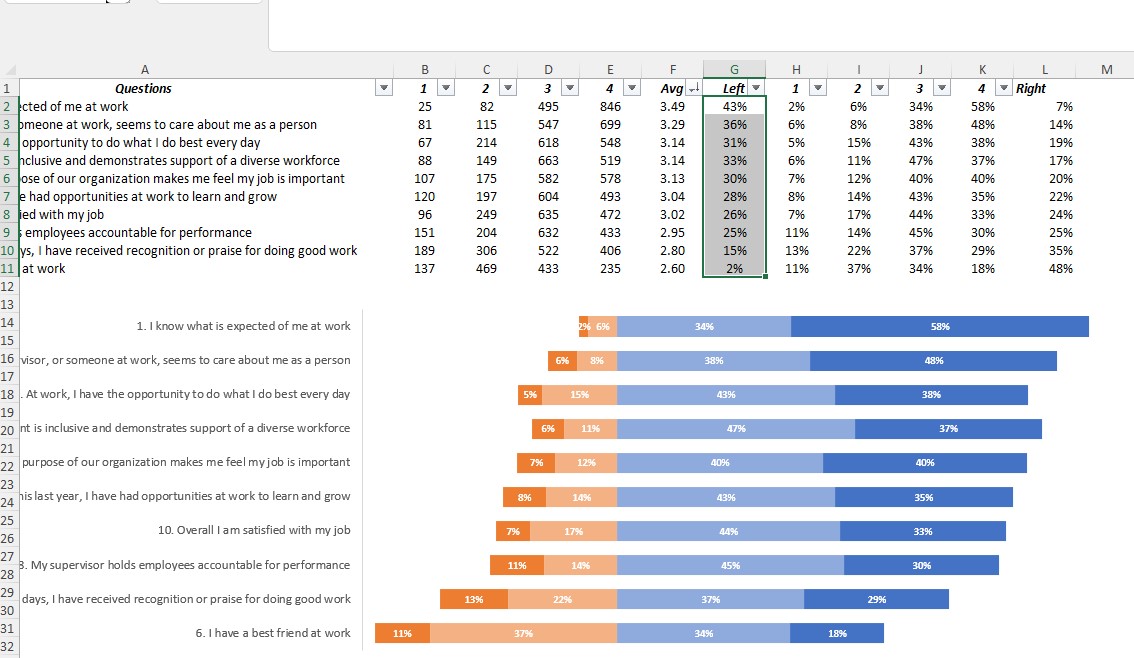 A B C D E F G H I J K L M
1 Questions 1 2 3 4 Avg Left 1 2 3 4 Right
2 ected of me at work 25 82 495 846 3.49 43% 2% 6% 34% 58% 7%
3 omeone at work, seems to care about me as a person 81 115 547 699 3.29 36% 6% 8% 38% 48% 14%
4 opportunity to do what I do best every day 67 214 618 548 3.14 31% 5% 15% 43% 38% 19%
5 nclusive and demonstrates support of a diverse workforce 88 149 663 519 3.14 33% 6% 11% 47% 37% 17%
6 ose of our organization makes me feel my job is important 107 175 582 578 3.13 30% 7% 12% 40% 40% 20%
7 e had opportunities at work to learn and grow 120 197 604 493 3.04 28% 8% 14% 43% 35% 22%
8 ied with my job 96 249 635 472 3.02 26% 7% 17% 44% 33% 24%
9 s employees accountable for performance 151 204 632 433 2.95 25% 11% 14% 45% 30% 25%
10 ys, I have received recognition or praise for doing good work 189 306 522 406 2.80 15% 13% 22% 37% 29% 35%
11 at work 137 469 433 235 2.60 2% 11% 37% 34% 18% 48%
12
13
14 1. I know what is expected of me at work 2% 6% 34% 58%
15
16 visor, or someone at work, seems to care about me as a person 6% 8% 38% 48%
17
18 . At work, I have the opportunity to do what I do best every day 5% 15% 43% 38%
19
20 nt is inclusive and demonstrates support of a diverse workforce 6% 11% 47% 37%
21
22 purpose of our organization makes me feel my job is important 7% 12% 40% 40%
23
24 his last year, I have had opportunities at work to learn and grow 8% 14% 43% 35%
25
26 10. Overall I am satisfied with my job 7% 17% 44% 33%
27
28 8. My supervisor holds employees accountable for performance 11% 14% 45% 30%
29
30 days, I have received recognition or praise for doing good work 13% 22% 37% 29%
31 6. I have a best friend at work 11% 37% 34% 18%
32